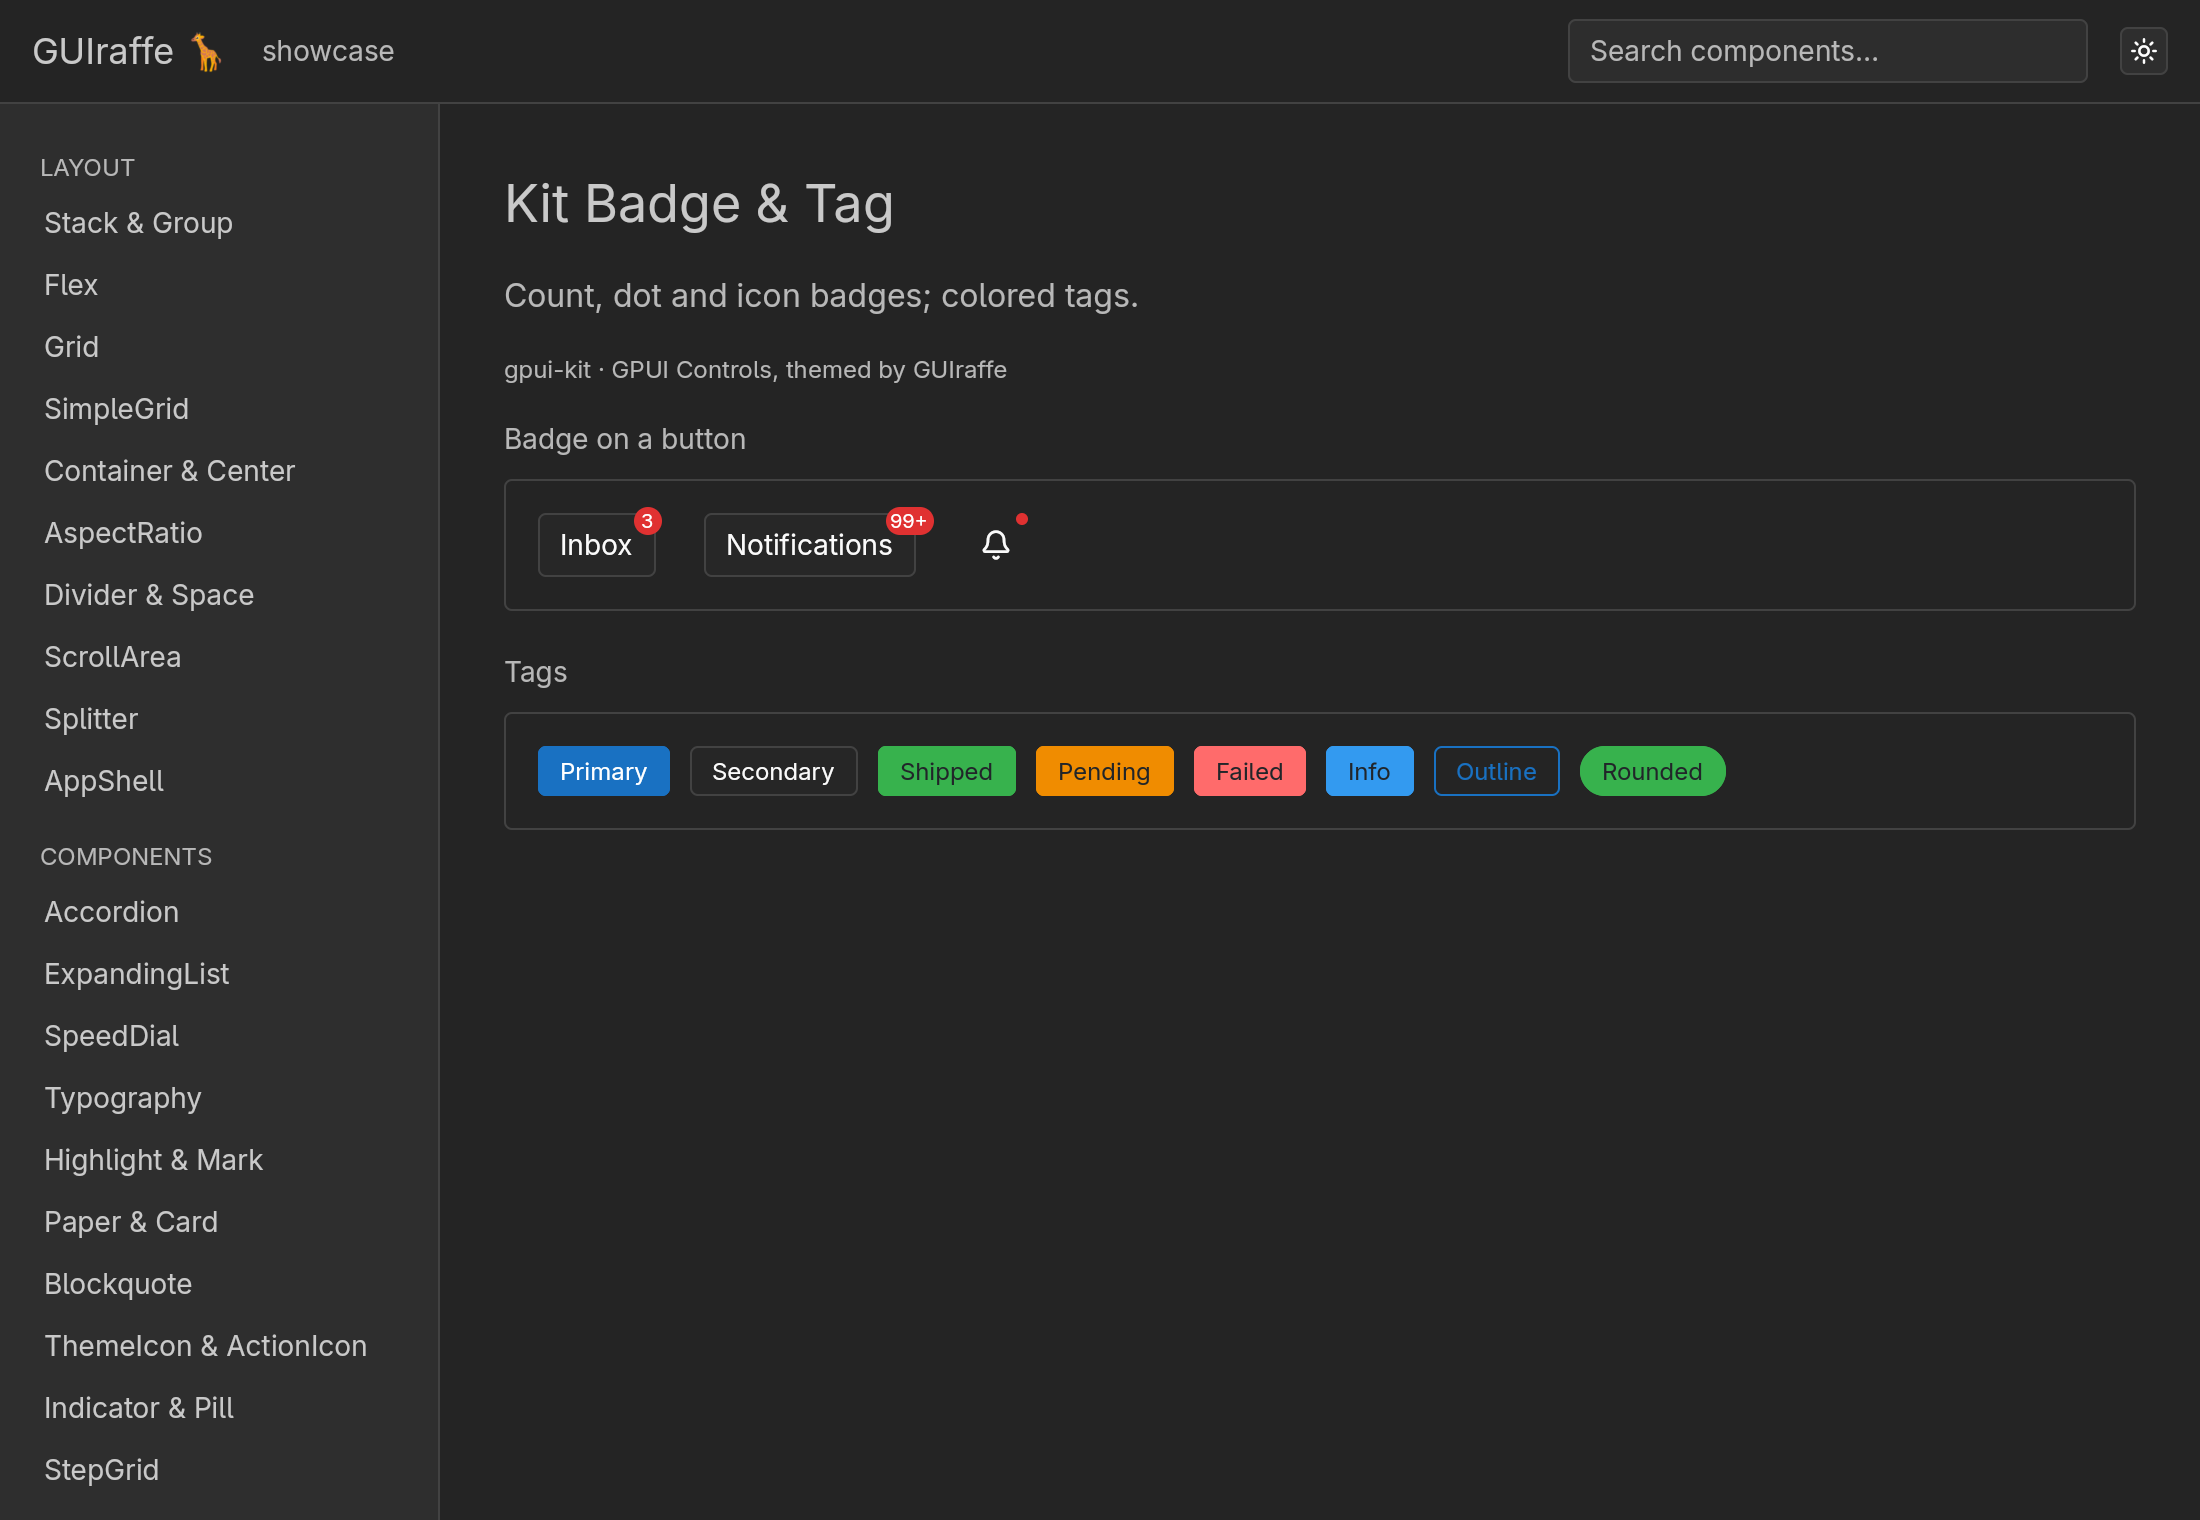 GUIraffe 🦒 showcase
Search components...
LAYOUT
Stack & Group
Flex
Grid
SimpleGrid
Container & Center
AspectRatio
Divider & Space
ScrollArea
Splitter
AppShell
COMPONENTS
Accordion
ExpandingList
SpeedDial
Typography
Highlight & Mark
Paper & Card
Blockquote
ThemeIcon & ActionIcon
Indicator & Pill
StepGrid
Kit Badge & Tag
Count, dot and icon badges; colored tags.
gpui-kit · GPUI Controls, themed by GUIraffe
Badge on a button
Inbox 3 Notifications 99+
Tags
Primary Secondary Shipped Pending Failed Info Outline Rounded